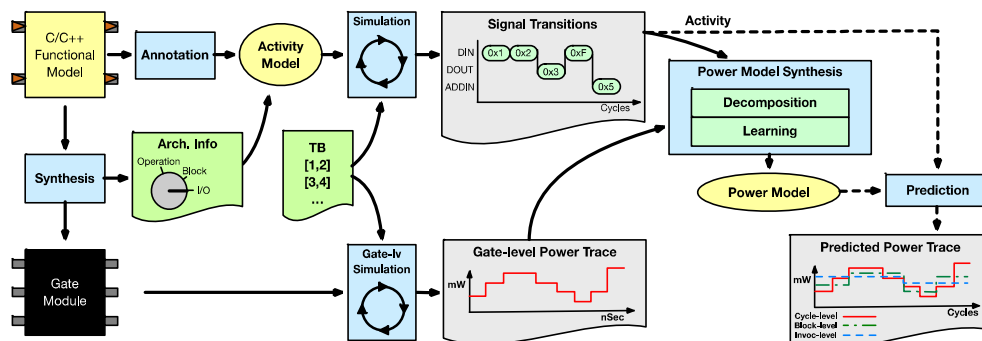 C/C++
Functional
Model
Annotation
Activity
Model
Simulation
Signal Transitions
DIN
DOUT
ADDIN
0x1
0x2
0x3
0xF
0x5
Cycles
Activity
Power Model Synthesis
Decomposition
Learning
Synthesis
Arch. Info
Operation
Block
I/O
TB
[1,2]
[3,4]
...
Power Model
Prediction
Gate
Module
Gate-lv
Simulation
Gate-level Power Trace
mW
nSec
Predicted Power Trace
mW
Cycle-level
Block-level
Invoc-level
Cycles